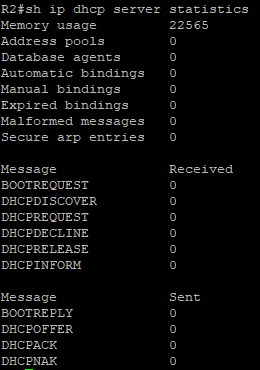 R2#sh ip dhcp server statistics
Memory usage 22565
Address pools 0
Database agents 0
Automatic bindings 0
Manual bindings 0
Expired bindings 0
Malformed messages 0
Secure arp entries 0
Message Received
BOOTREQUEST 0
DHCPDISCOVER 0
DHCPREQUEST 0
DHCPDECLINE 0
DHCPRELEASE 0
DHCPINFORM 0
Message Sent
BOOTREPLY 0
DHCPOFFER 0
DHCPACK 0
DHCPNAK 0